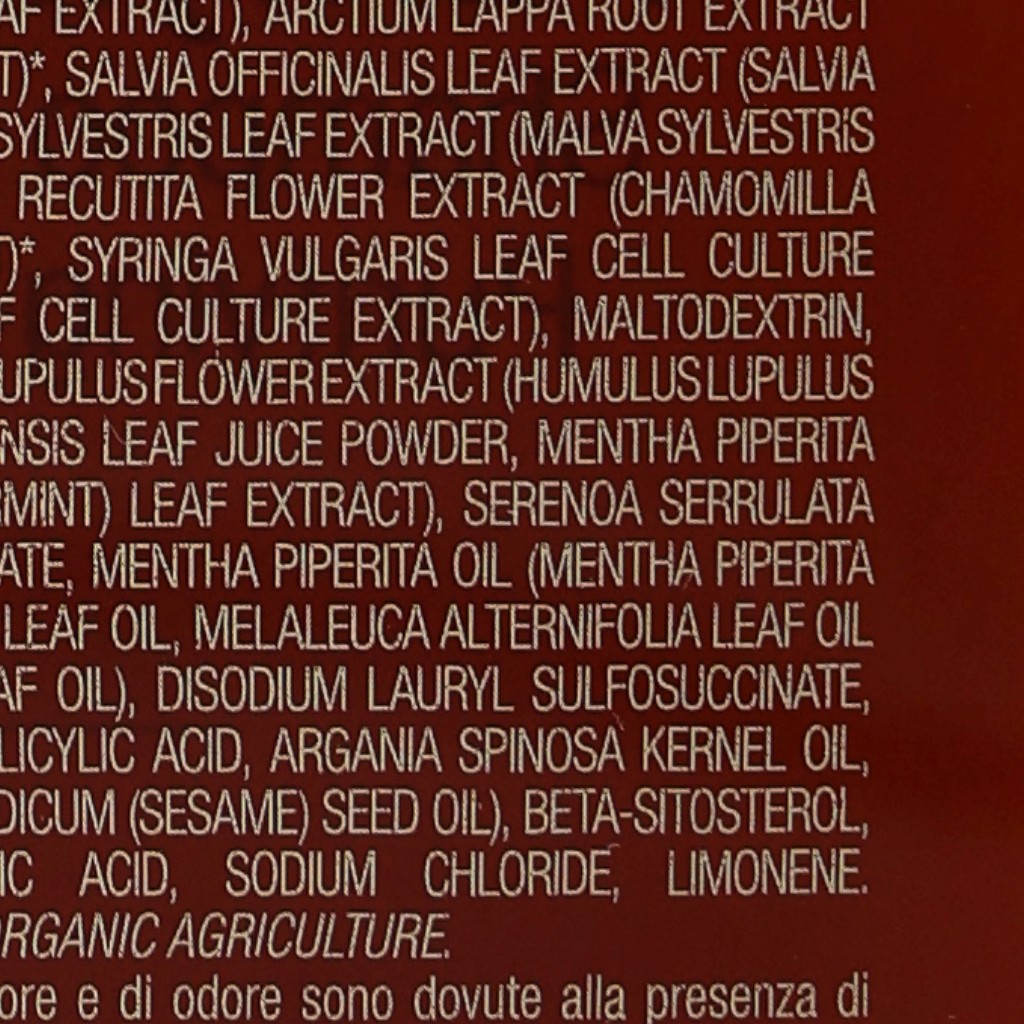 AF EXTRACT), ARCTIUM LAPPA ROOT EXTRACT
T)*, SALVIA OFFICINALIS LEAF EXTRACT (SALVIA
SYLVESTRIS LEAF EXTRACT (MALVA SYLVESTRIS
RECUTITA FLOWER EXTRACT (CHAMOMILLA
T)*, SYRINGA VULGARIS LEAF CELL CULTURE
F CELL CULTURE EXTRACT), MALTODEXTRIN,
UPULUS FLOWER EXTRACT (HUMULUS LUPULUS
NSIS LEAF JUICE POWDER, MENTHA PIPERITA
RMINT) LEAF EXTRACT), SERENOA SERRULATA
ATE, MENTHA PIPERITA OIL (MENTHA PIPERITA
LEAF OIL, MELALEUCA ALTERNIFOLIA LEAF OIL
AF OIL), DISODIUM LAURYL SULFOSUCCINATE,
LICYLIC ACID, ARGANIA SPINOSA KERNEL OIL,
DICUM (SESAME) SEED OIL), BETA-SITOSTEROL,
IC ACID, SODIUM CHLORIDE, LIMONENE.
RGANIC AGRICULTURE.
ore e di odore sono dovute alla presenza di